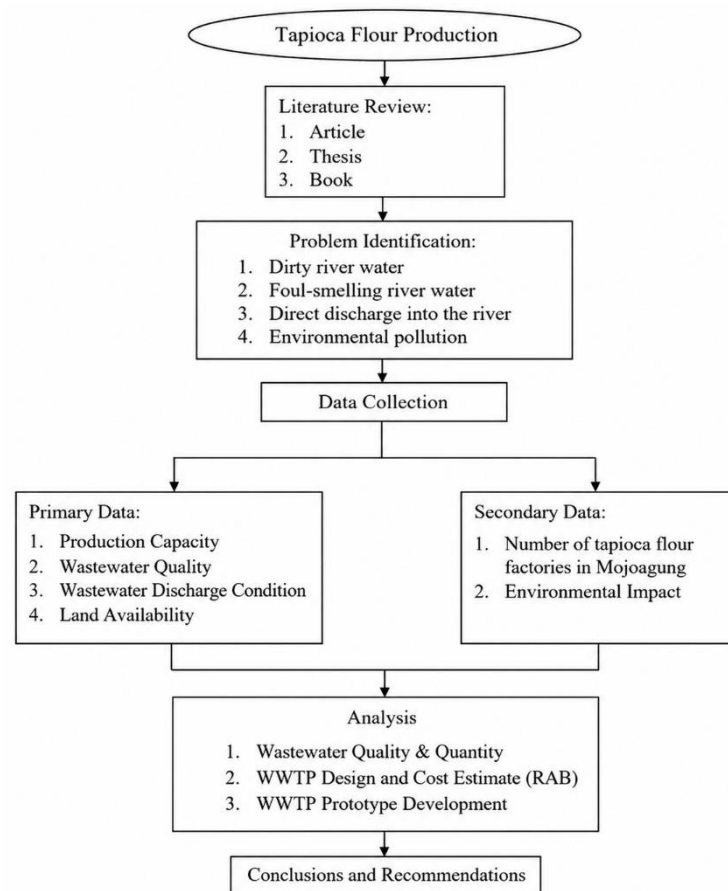 Tapioca Flour Production
Literature Review:
1. Article
2. Thesis
3. Book
Problem Identification:
1. Dirty river water
2. Foul-smelling river water
3. Direct discharge into the river
4. Environmental pollution
Data Collection
Primary Data:
1. Production Capacity
2. Wastewater Quality
3. Wastewater Discharge Condition
4. Land Availability
Secondary Data:
1. Number of tapioca flour
factories in Mojoagung
2. Environmental Impact
Analysis
1. Wastewater Quality & Quantity
2. WWTP Design and Cost Estimate (RAB)
3. WWTP Prototype Development
Conclusions and Recommendations